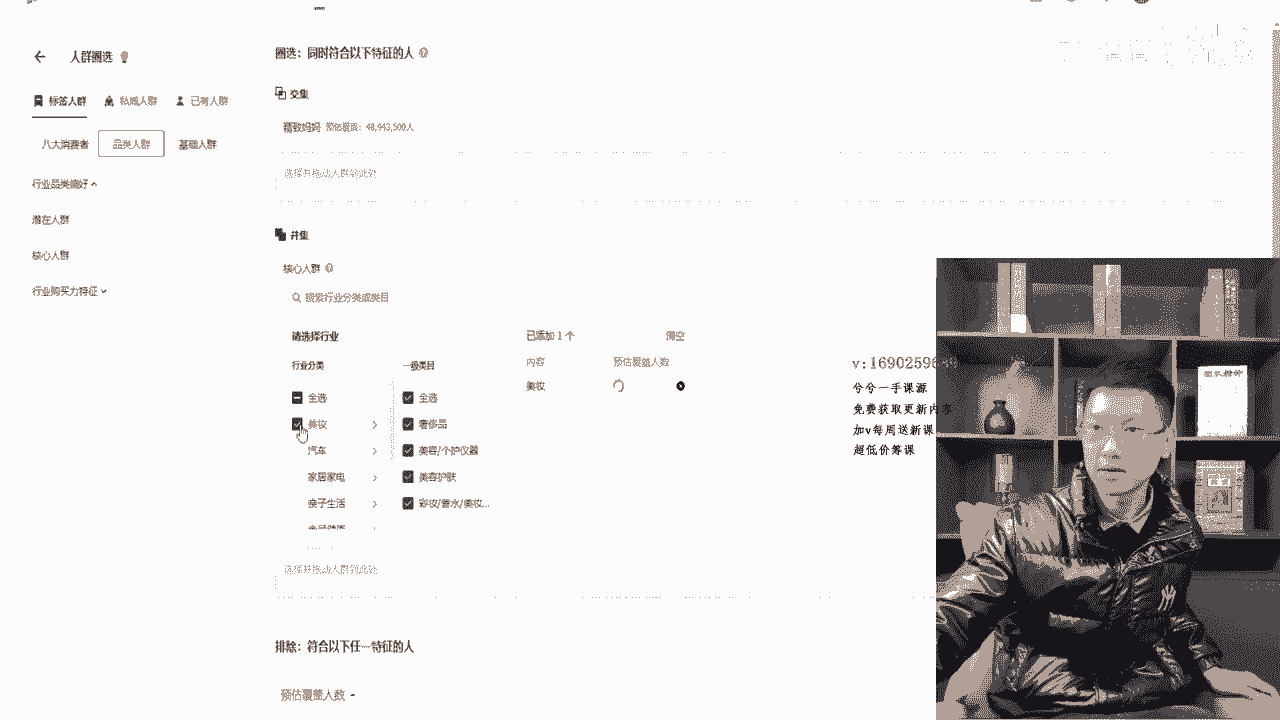 人群圈选
标签人群 私域人群 已有人群
八大消费者 品类人群 基础人群
行业品类偏好
潜在人群
核心人群
行业购买力特征
圈选：同时符合以下特征的人
交集
精致妈妈 预估覆盖：48,943,500人
选择并拖动人群到此处
并集
核心人群
搜索行业分类或类目
请选择行业
行业分类 一级类目
全选 全选
美妆 奢侈品
汽车 美容/个护仪器
家居家电 美容护肤
亲子生活 彩妆/香水/美妆...
已添加 1 个 清空
内容 预估覆盖人数
美妆
选择并拖动人群到此处
排除：符合以下任一特征的人
预估覆盖人数 -
v:16902596
兮兮一手课源
免费获取更新内容
加v每周送新课
超低价筹课